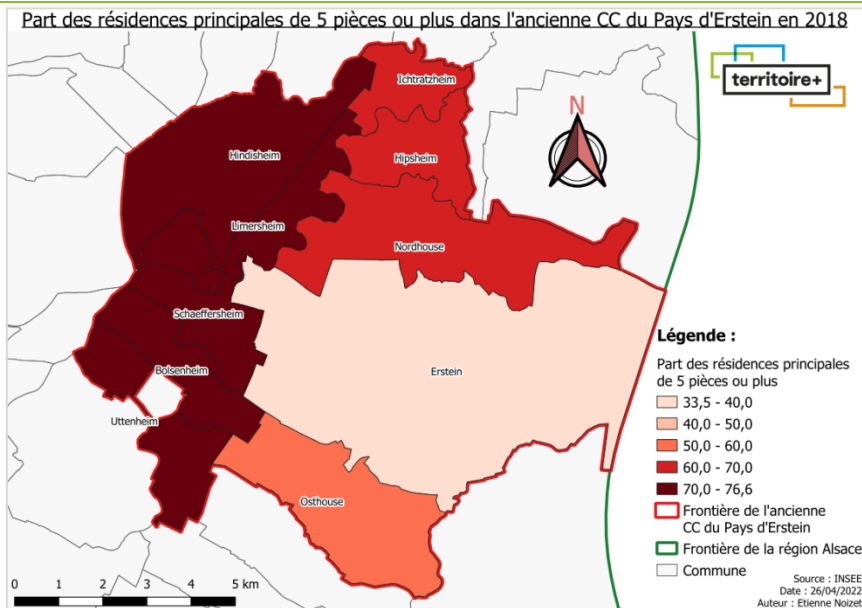 Part des résidences principales de 5 pièces ou plus dans l'ancienne CC du Pays d'Erstein en 2018
territoire+
N
Ichtratzheim
Hindisheim
Hipsheim
Limersheim
Nordhouse
Schaeffersheim
Bolsenheim
Erstein
Uttenheim
Osthouse
Légende :
Part des résidences principales
de 5 pièces ou plus
33,5 - 40,0
40,0 - 50,0
50,0 - 60,0
60,0 - 70,0
70,0 - 76,6
Frontière de l'ancienne
CC du Pays d'Erstein
Frontière de la région Alsace
Commune
0 1 2 3 4 5 km
Source : INSEE
Date : 26/04/2022
Auteur : Etienne Noizet